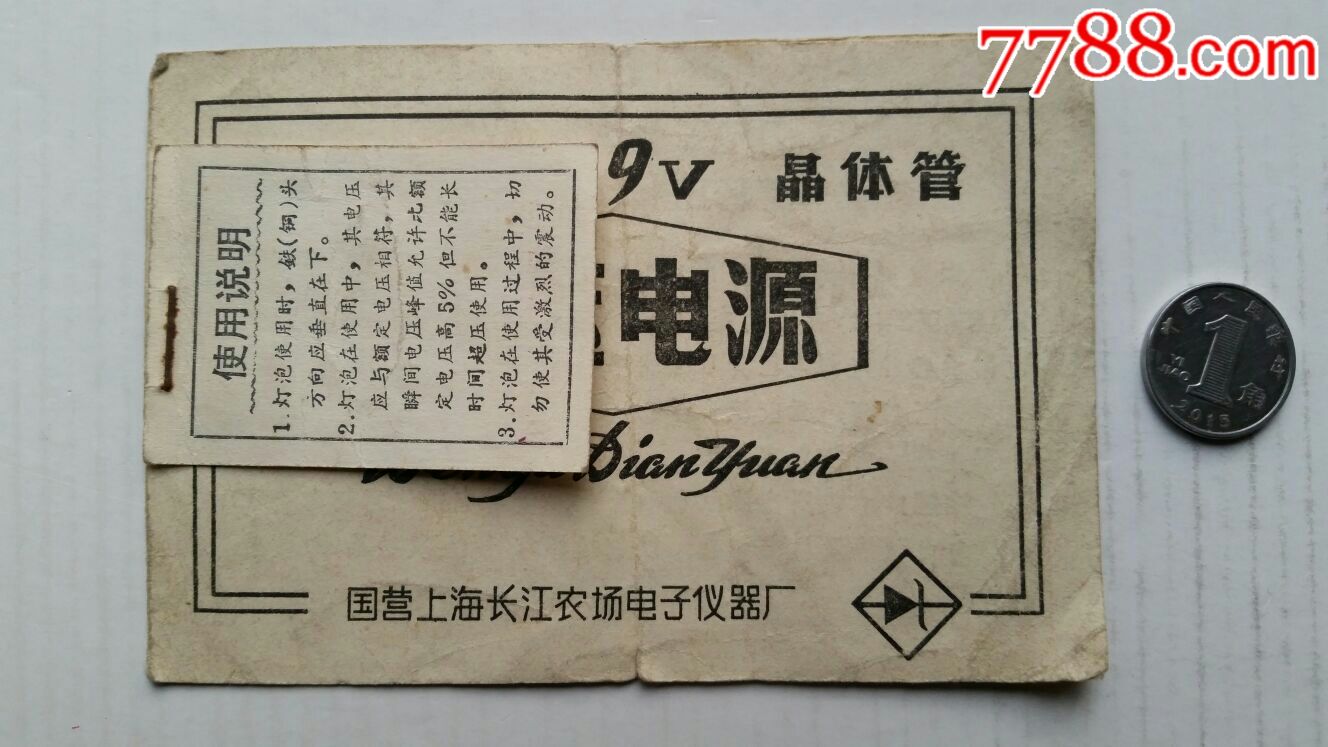 7788.com
9V 晶体管
电源
DianYuan
国营上海长江农场电子仪器厂
使用说明
1.灯泡使用时，鉄(铜)头
方向应垂直在下。
2.灯泡在使用中，其电压
应与额定电压相符，其
瞬间电压峰值允许比额
定电压高5%但不能长
时间超压使用。
3.灯泡在使用过程中，切
勿使其受激烈的震动。
中国人民银行
YI
JIAO
1角
2015